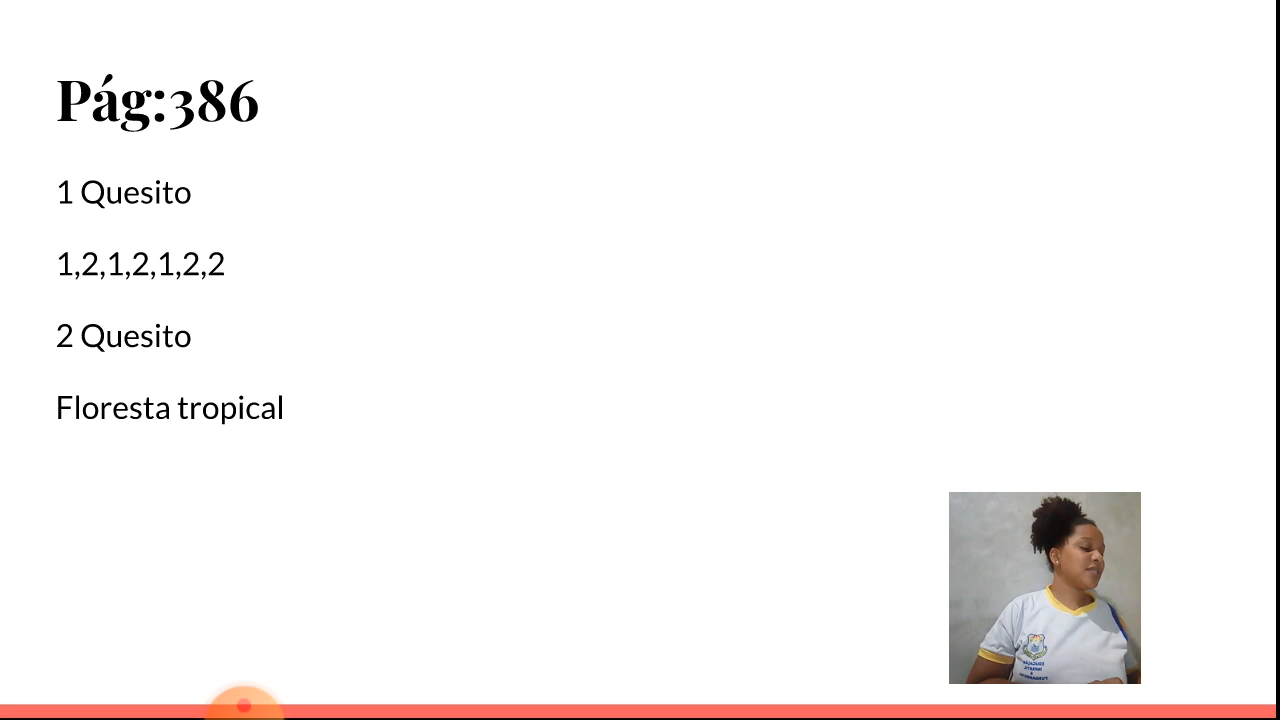 Pág:386
1 Quesito
1,2,1,2,1,2,2
2 Quesito
Floresta tropical